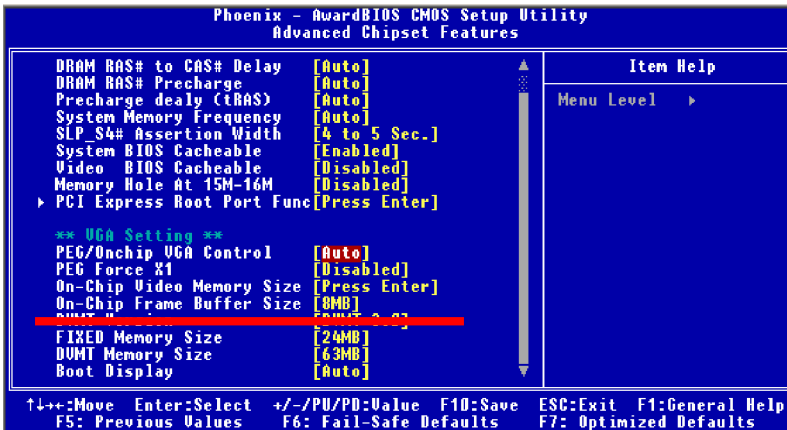 Phoenix - AwardBIOS CMOS Setup Utility
Advanced Chipset Features
DRAM RAS# to CAS# Delay [Auto]
DRAM RAS# Precharge [Auto]
Precharge dealy (tRAS) [Auto]
System Memory Frequency [Auto]
SLP_S4# Assertion Width [4 to 5 Sec.]
System BIOS Cacheable [Enabled]
Video BIOS Cacheable [Disabled]
Memory Hole At 15M-16M [Disabled]
PCI Express Root Port Func[Press Enter]
** VGA Setting **
PEG/Onchip VGA Control [Auto]
PEG Force X1 [Disabled]
On-Chip Video Memory Size [Press Enter]
On-Chip Frame Buffer Size [8MB]
FIXED Memory Size [24MB]
DVMT Memory Size [63MB]
Boot Display [Auto]
Item Help
Menu Level
↑↓→←:Move Enter:Select +/-/PU/PD:Value F10:Save ESC:Exit F1:General Help
F5: Previous Values F6: Fail-Safe Defaults F7: Optimized Defaults